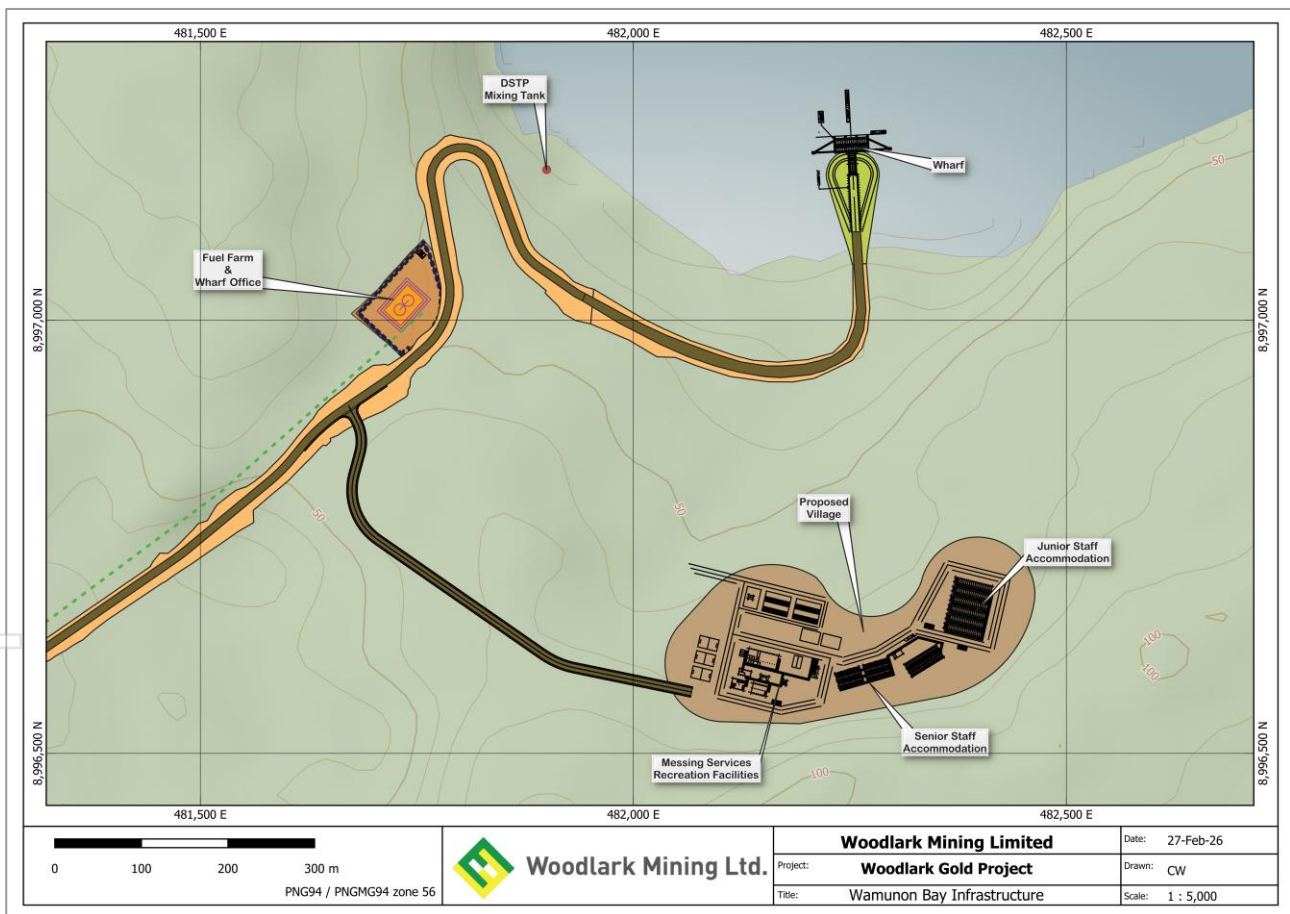 481,500 E
482,000 E
482,500 E
DSTP
Mixing Tank
Wharf
50
Fuel Farm
&
Wharf Office
8,997,000 N
8,997,000 N
50
50
Proposed
Village
Junior Staff
Accommodation
100
100
Senior Staff
Accommodation
Messing Services
Recreation Facilities
100
8,996,500 N
8,996,500 N
481,500 E
482,000 E
482,500 E
0 100 200 300 m
PNG94 / PNGMG94 zone 56
Woodlark Mining Ltd.
Woodlark Mining Limited
Project: Woodlark Gold Project
Title: Wamunon Bay Infrastructure
Date: 27-Feb-26
Drawn: CW
Scale: 1 : 5,000